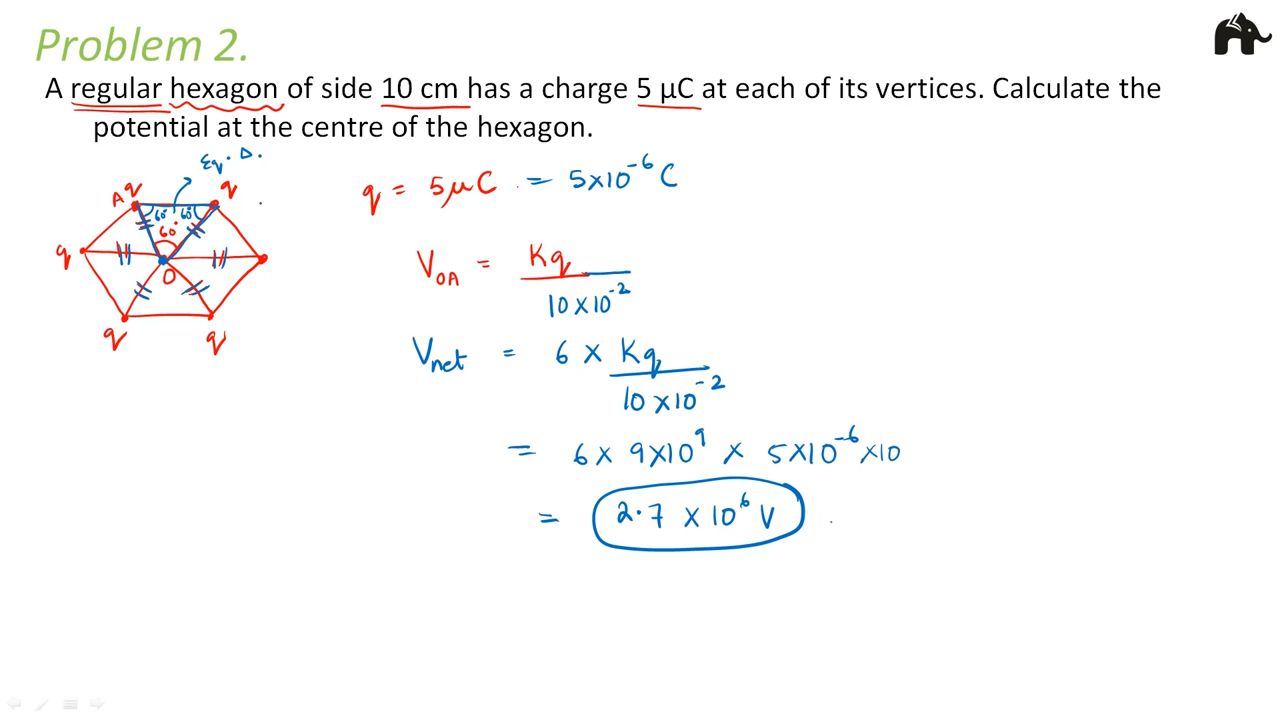 Problem 2.
A regular hexagon of side 10 cm has a charge 5 μC at each of its vertices. Calculate the
potential at the centre of the hexagon.
Eq. Δ.
A q q
60° 60°
60°
q
O
q q
q = 5μC = 5×10⁻⁶ C
V_OA = Kq / 10×10⁻²
V_net = 6 × Kq / 10×10⁻²
= 6 × 9×10⁹ × 5×10⁻⁶ ×10
= 2.7 × 10⁶ V